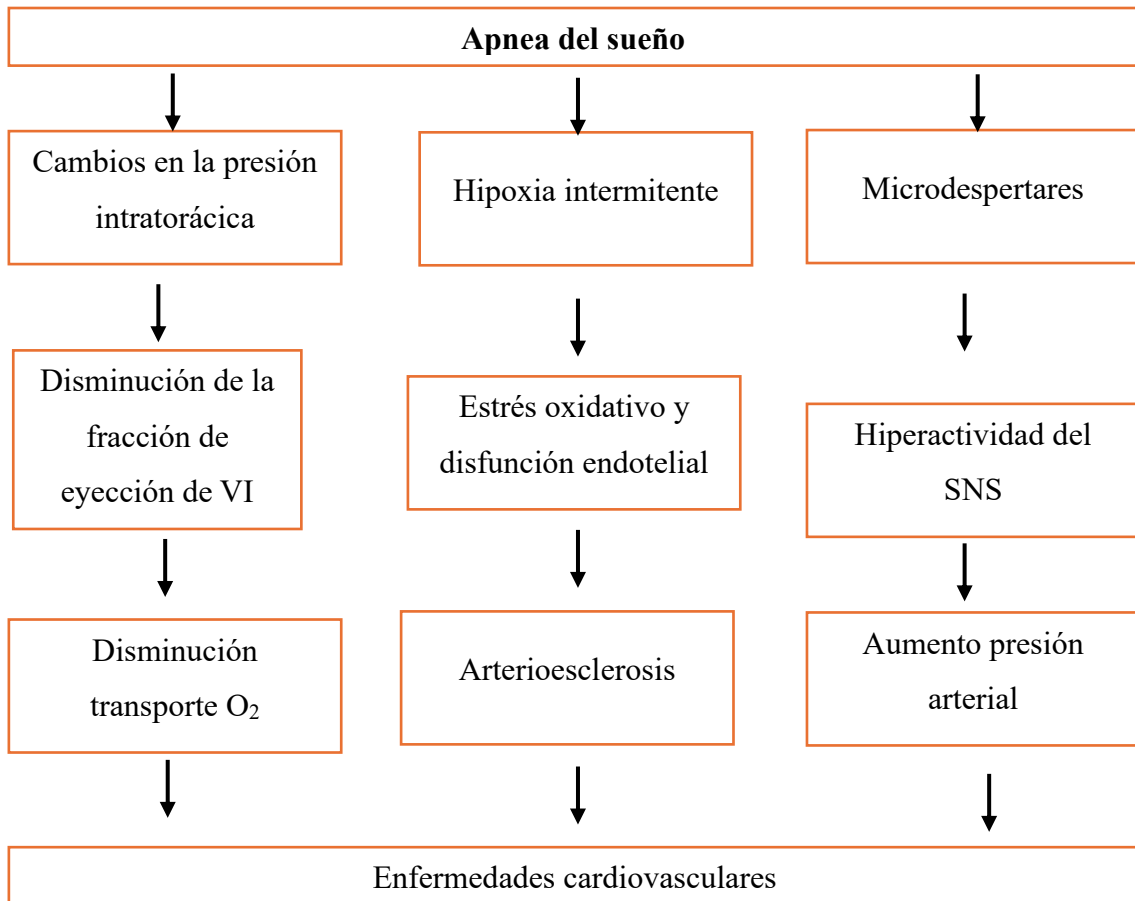 Apnea del sueño
Cambios en la presión
intratorácica
Hipoxia intermitente
Microdespertares
Disminución de la
fracción de
eyección de VI
Estrés oxidativo y
disfunción endotelial
Hiperactividad del
SNS
Disminución
transporte O₂
Arterioesclerosis
Aumento presión
arterial
Enfermedades cardiovasculares